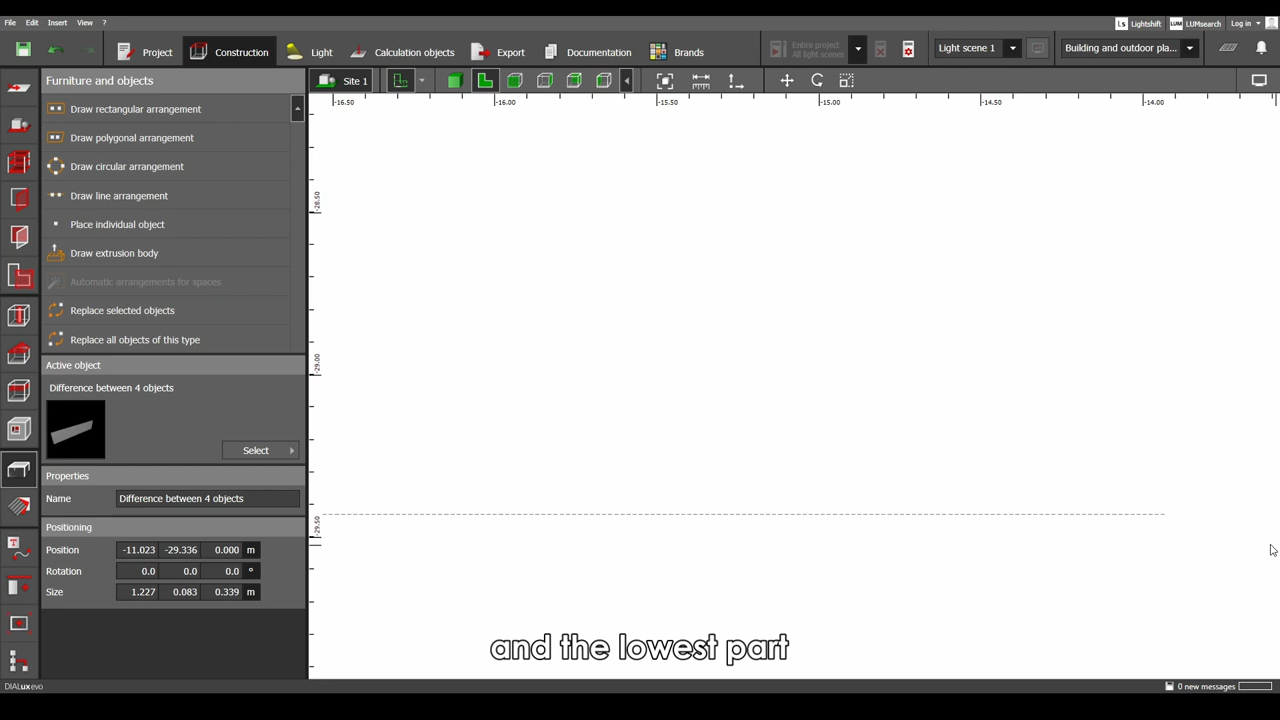 File Edit Insert View ?
Ls Lightshift LUM LUMsearch Log in
Project Construction Light Calculation objects Export Documentation Brands
Entire project
All light scenes
Light scene 1
Building and outdoor pla...
Furniture and objects
Site 1
Draw rectangular arrangement
Draw polygonal arrangement
Draw circular arrangement
Draw line arrangement
Place individual object
Draw extrusion body
Automatic arrangements for spaces
Replace selected objects
Replace all objects of this type
Active object
Difference between 4 objects
Select
Properties
Name Difference between 4 objects
Positioning
Position -11.023 -29.336 0.000 m
Rotation 0.0 0.0 0.0 °
Size 1.227 0.083 0.339 m
-16.50 -16.00 -15.50 -15.00 -14.50 -14.00
-28.50
-29.00
-29.50
and the lowest part
DIALux evo
0 new messages